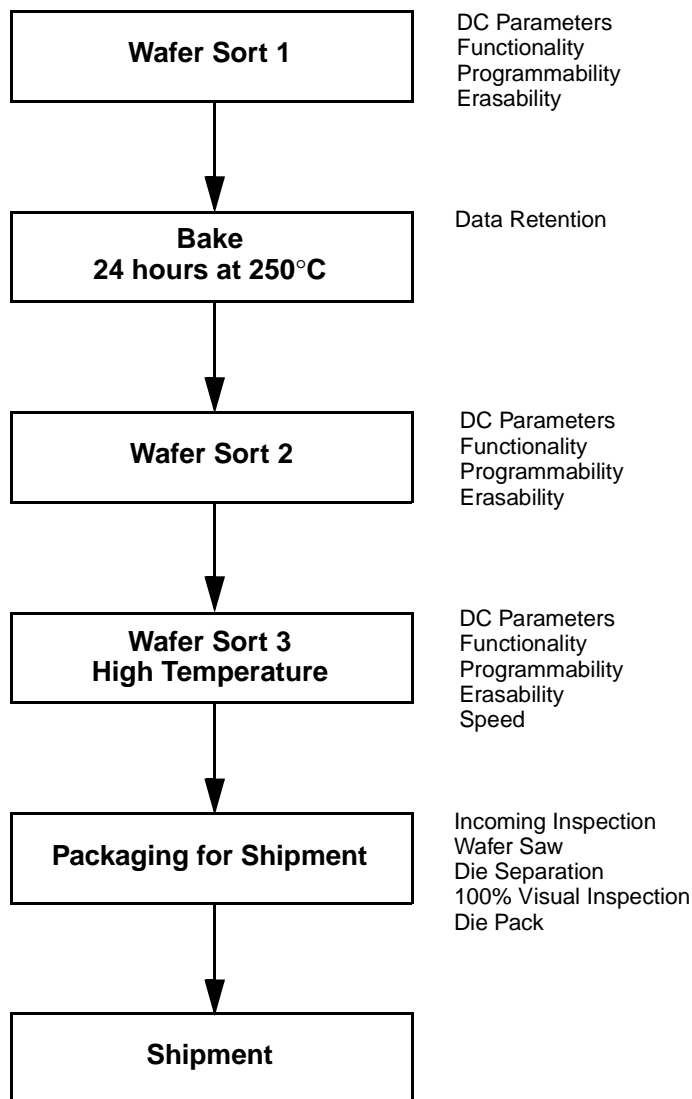 Wafer Sort 1
DC Parameters
Functionality
Programmability
Erasability
Bake
24 hours at 250°C
Data Retention
Wafer Sort 2
DC Parameters
Functionality
Programmability
Erasability
Wafer Sort 3
High Temperature
DC Parameters
Functionality
Programmability
Erasability
Speed
Packaging for Shipment
Incoming Inspection
Wafer Saw
Die Separation
100% Visual Inspection
Die Pack
Shipment